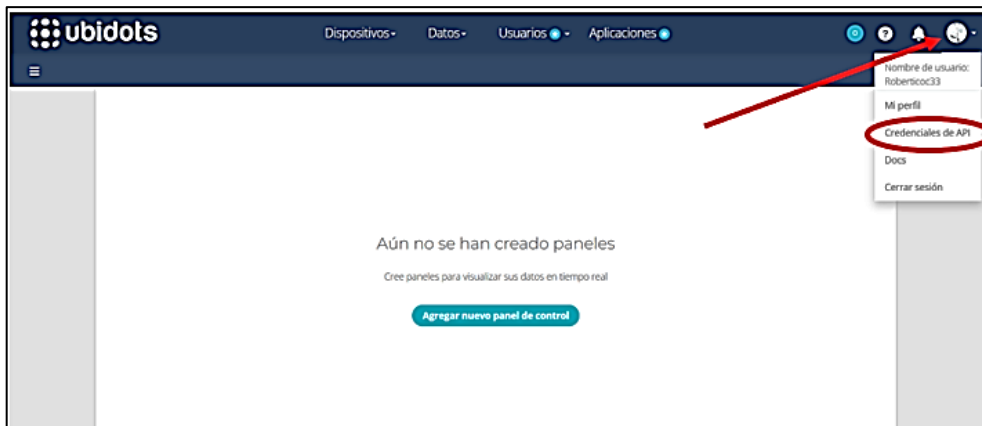 ubidots
Dispositivos Datos Usuarios Aplicaciones
Nombre de usuario:
Roberticoc33
Mi perfil
Credenciales de API
Docs
Cerrar sesión
Aún no se han creado paneles
Cree paneles para visualizar sus datos en tiempo real
Agregar nuevo panel de control